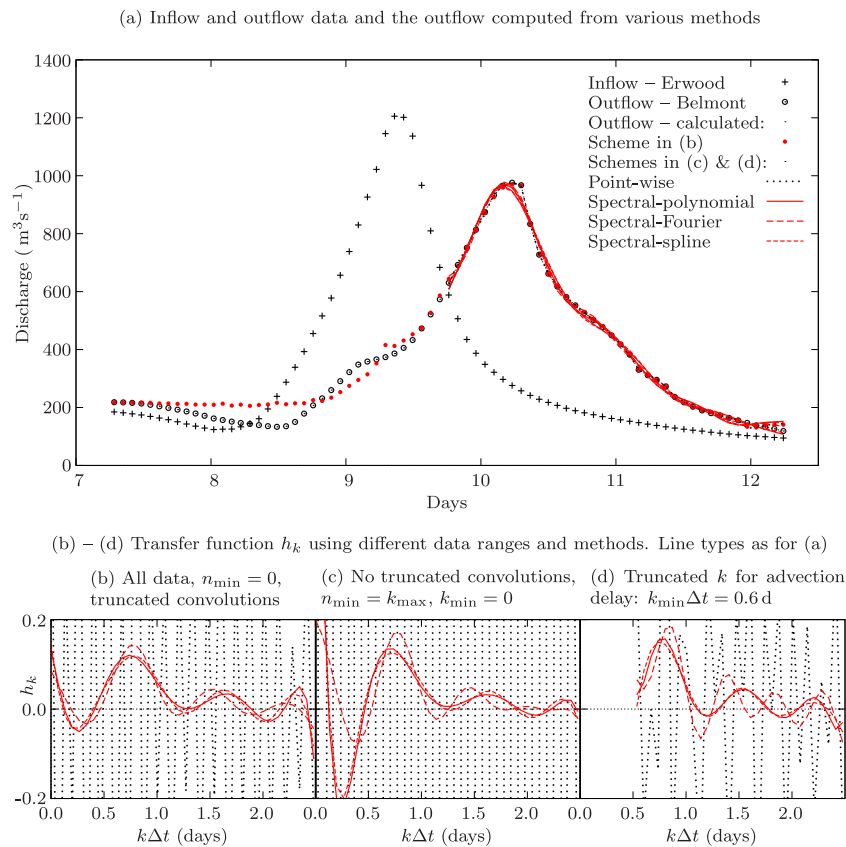 (a) Inflow and outflow data and the outflow computed from various methods
1400
1200
1000
800
600
400
200
0
Discharge ( m³s⁻¹)
Inflow – Erwood
Outflow – Belmont
Outflow – calculated:
Scheme in (b)
Schemes in (c) & (d):
Point-wise
Spectral-polynomial
Spectral-Fourier
Spectral-spline
7 8 9 10 11 12
Days
(b) – (d) Transfer function hₖ using different data ranges and methods. Line types as for (a)
(b) All data, n_min = 0,
truncated convolutions
(c) No truncated convolutions,
n_min = k_max, k_min = 0
(d) Truncated k for advection
delay: k_minΔt = 0.6 d
0.2
0.0
-0.2
hₖ
0.0 0.5 1.0 1.5 2.0 0.0 0.5 1.0 1.5 2.0 0.0 0.5 1.0 1.5 2.0
kΔt (days) kΔt (days) kΔt (days)